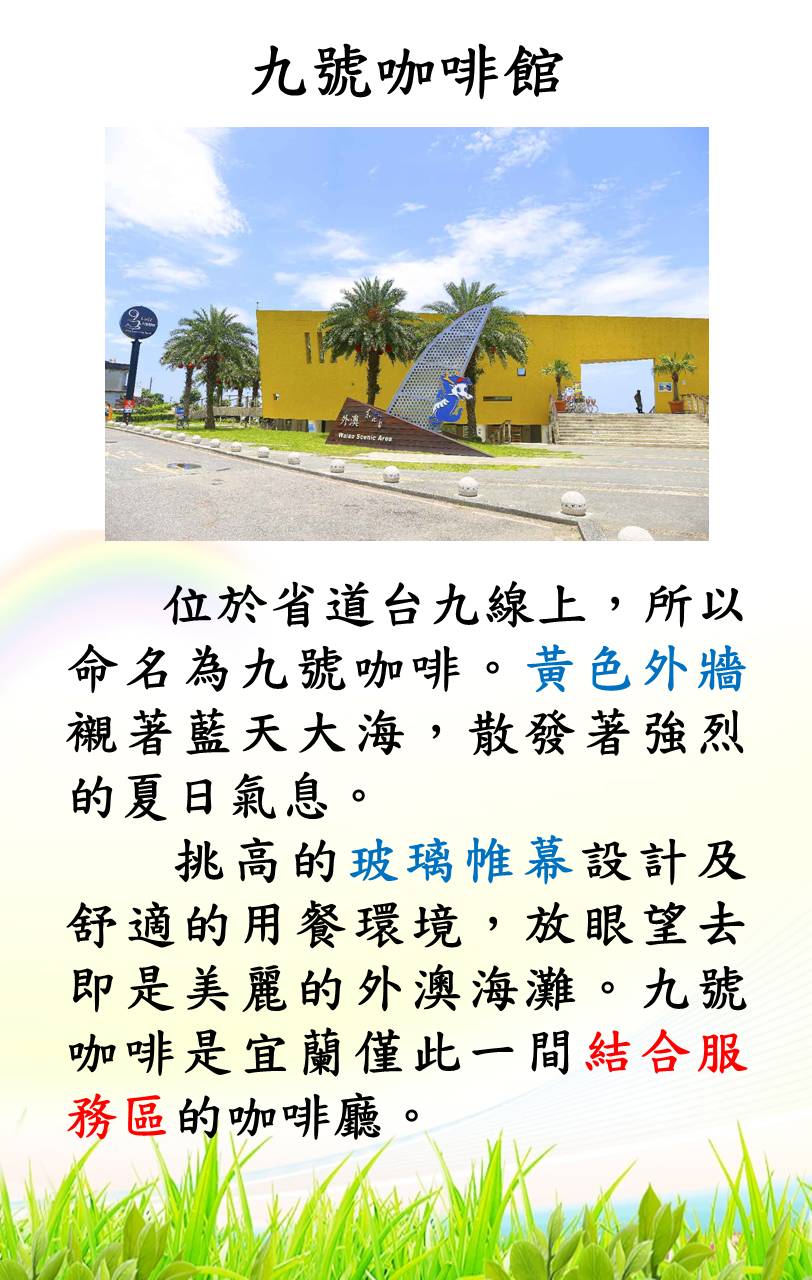 九號咖啡館
外澳
Waiao Scenic Area
位於省道台九線上，所以
命名為九號咖啡。黃色外牆
襯著藍天大海，散發著強烈
的夏日氣息。
挑高的玻璃帷幕設計及
舒適的用餐環境，放眼望去
即是美麗的外澳海灘。九號
咖啡是宜蘭僅此一間結合服
務區的咖啡廳。